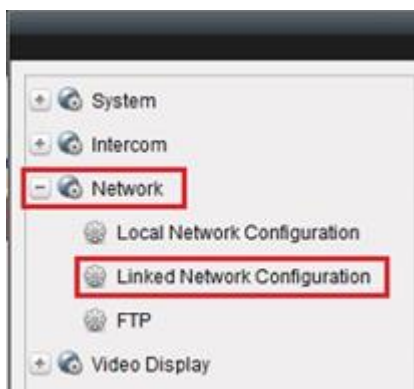 System
Intercom
Network
Local Network Configuration
Linked Network Configuration
FTP
Video Display